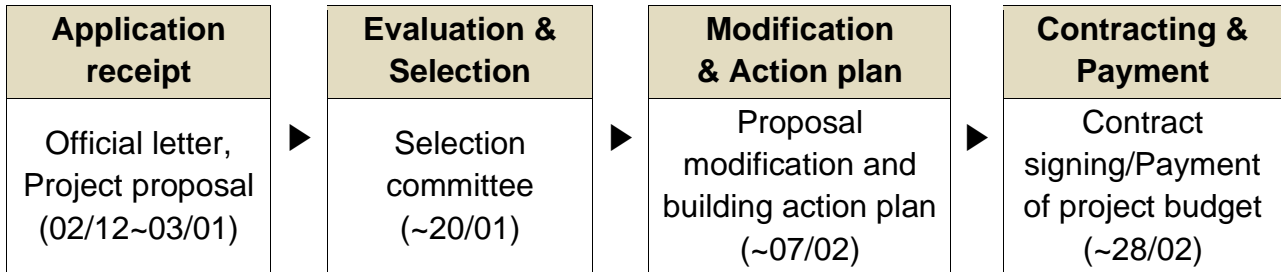 Application
receipt
Official letter,
Project proposal
(02/12~03/01)
Evaluation &
Selection
Selection
committee
(~20/01)
Modification
& Action plan
Proposal
modification and
building action plan
(~07/02)
Contracting &
Payment
Contract
signing/Payment
of project budget
(~28/02)